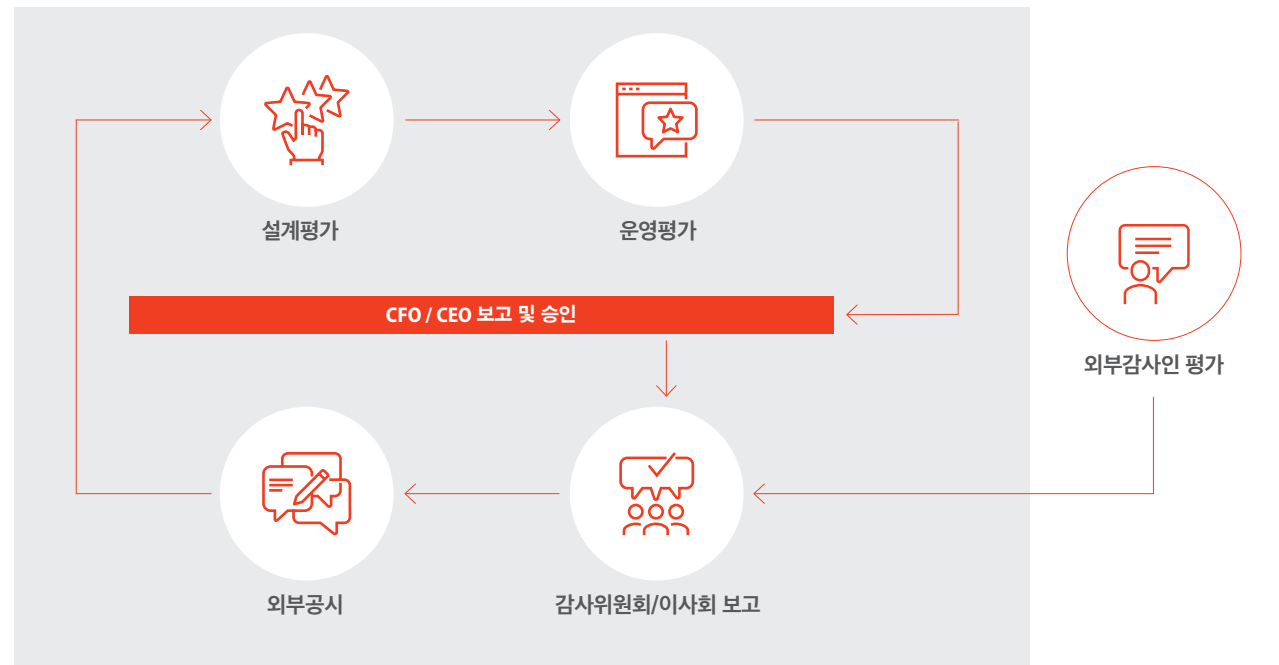 설계평가
운영평가
CFO / CEO 보고 및 승인
외부감사인 평가
외부공시
감사위원회/이사회 보고